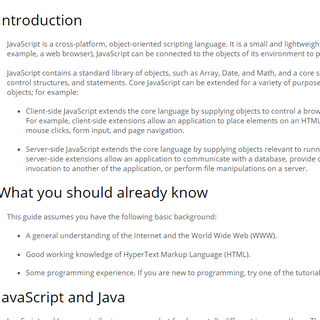 ntroduction
JavaScript is a cross-platform, object-oriented scripting language. It is a small and lightweigh
example, a web browser), JavaScript can be connected to the objects of its environment to p
JavaScript contains a standard library of objects, such as Array, Date, and Math, and a core s
control structures, and statements. Core JavaScript can be extended for a variety of purpose
objects; for example:
• Client-side JavaScript extends the core language by supplying objects to control a brow
For example, client-side extensions allow an application to place elements on an HTML
mouse clicks, form input, and page navigation.
• Server-side JavaScript extends the core language by supplying objects relevant to runn
server-side extensions allow an application to communicate with a database, provide c
invocation to another of the application, or perform file manipulations on a server.
What you should already know
This guide assumes you have the following basic background:
• A general understanding of the Internet and the World Wide Web (WWW).
• Good working knowledge of HyperText Markup Language (HTML).
• Some programming experience. If you are new to programming, try one of the tutorial
avaScript and Java